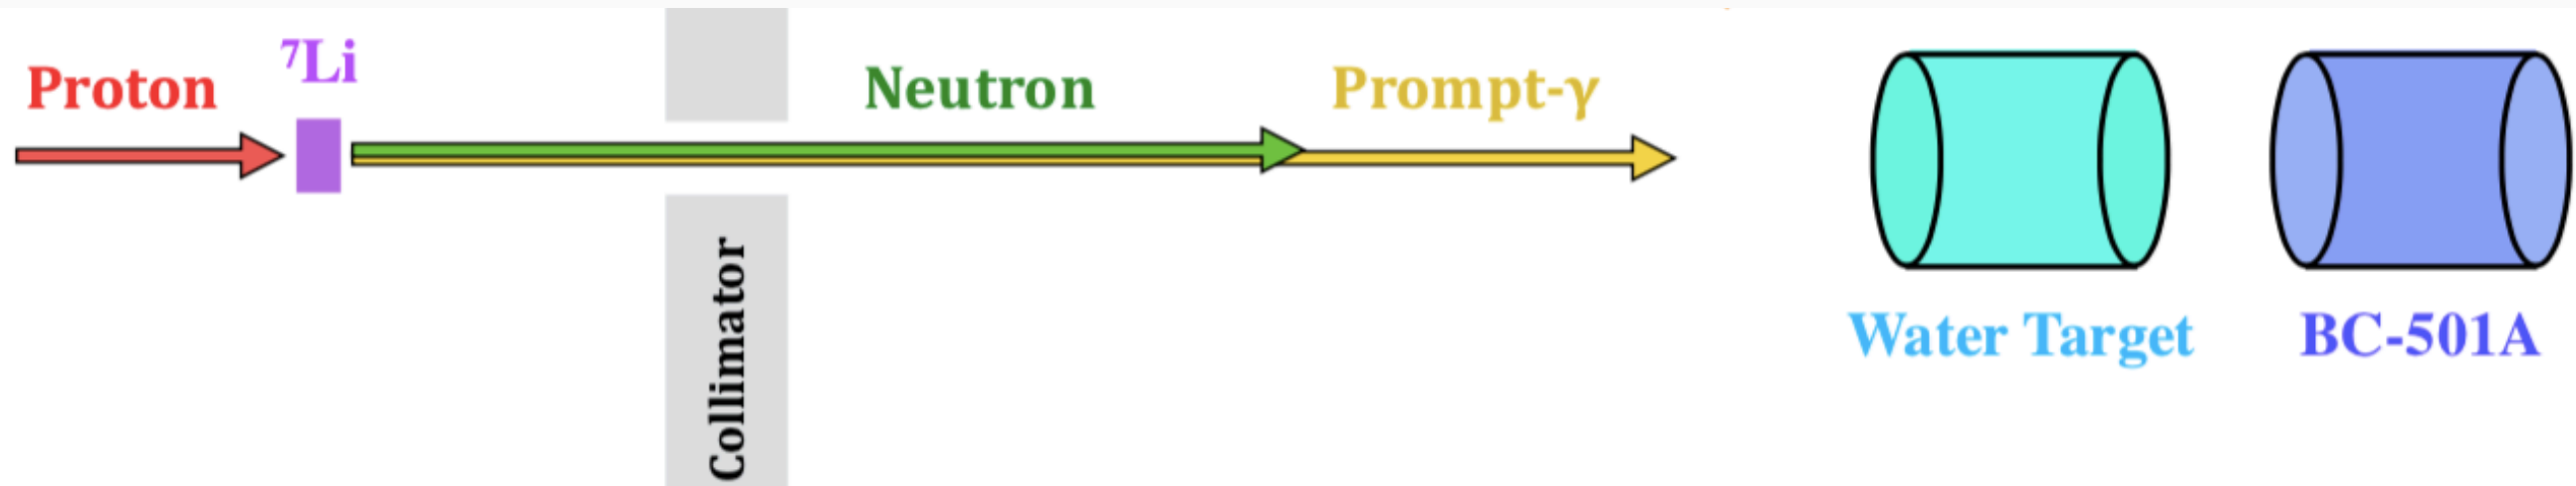 Proton
⁷Li
Collimator
Neutron
Prompt-γ
Water Target
BC-501A